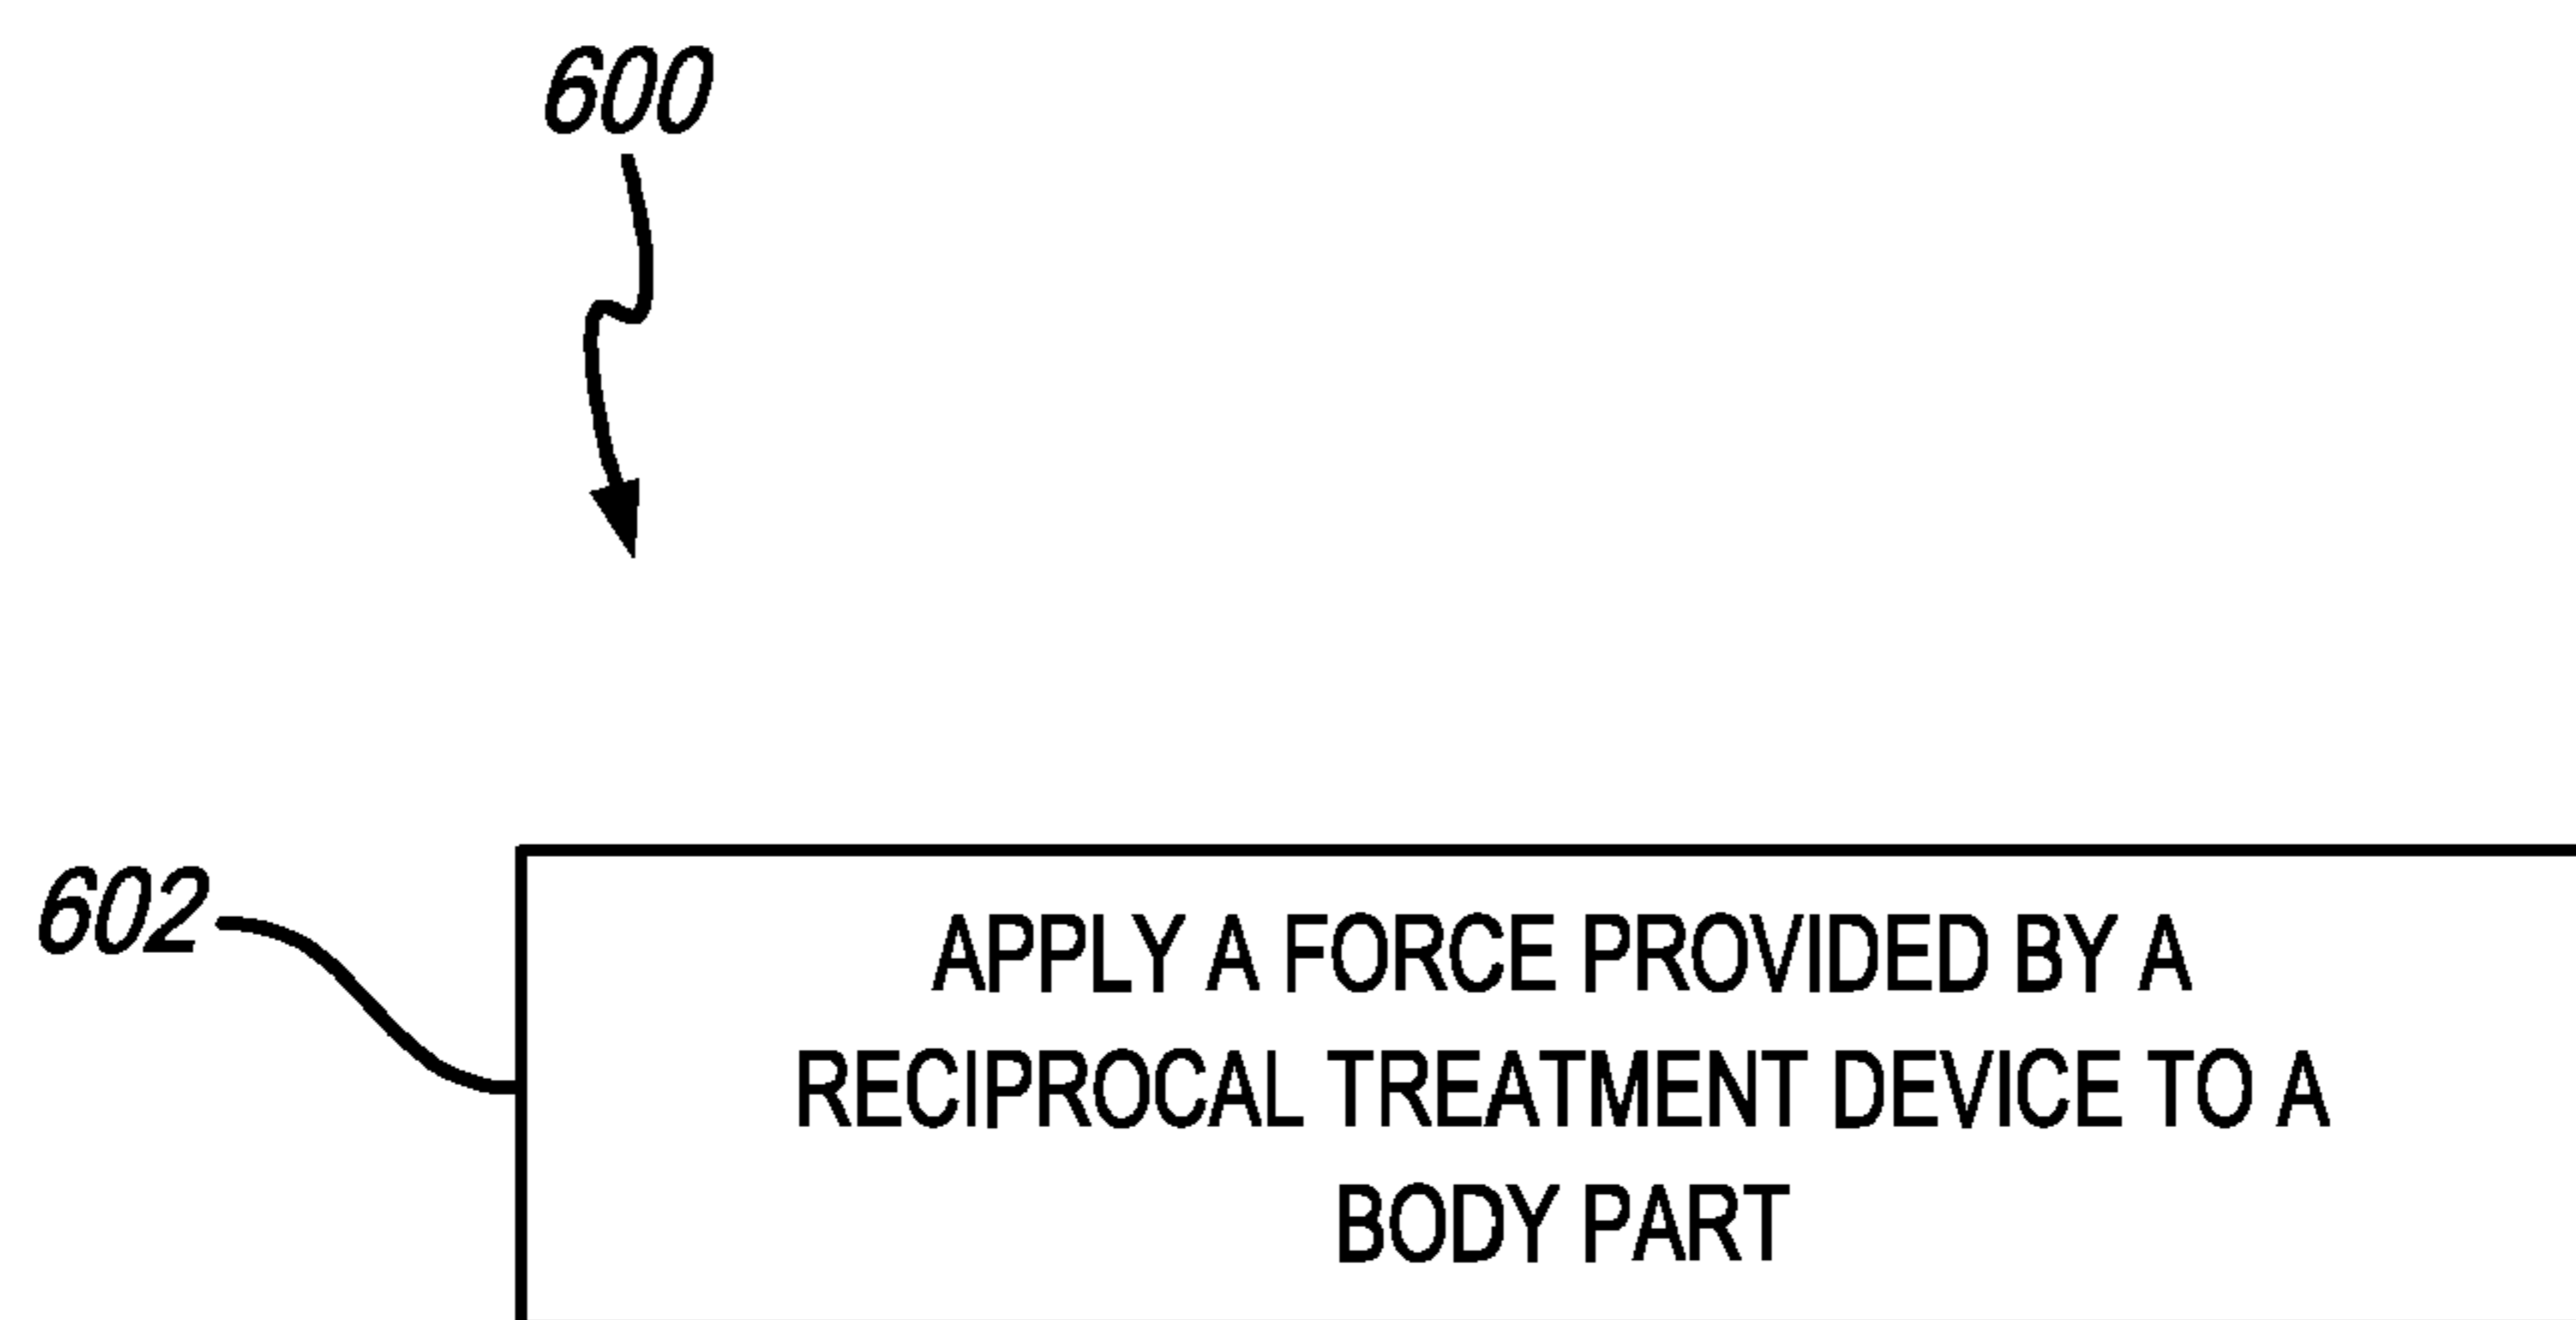 600
602
APPLY A FORCE PROVIDED BY A
RECIPROCAL TREATMENT DEVICE TO A
BODY PART